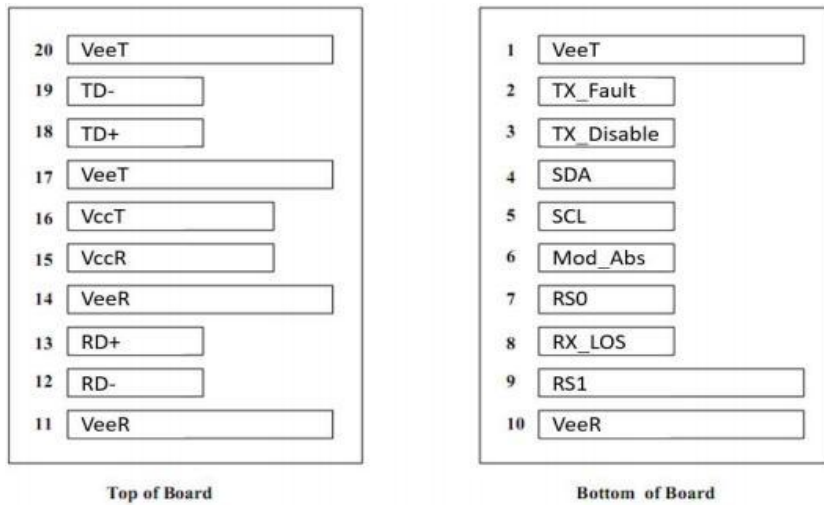 20 VeeT
19 TD-
18 TD+
17 VeeT
16 VccT
15 VccR
14 VeeR
13 RD+
12 RD-
11 VeeR
Top of Board
1 VeeT
2 TX_Fault
3 TX_Disable
4 SDA
5 SCL
6 Mod_Abs
7 RS0
8 RX_LOS
9 RS1
10 VeeR
Bottom of Board